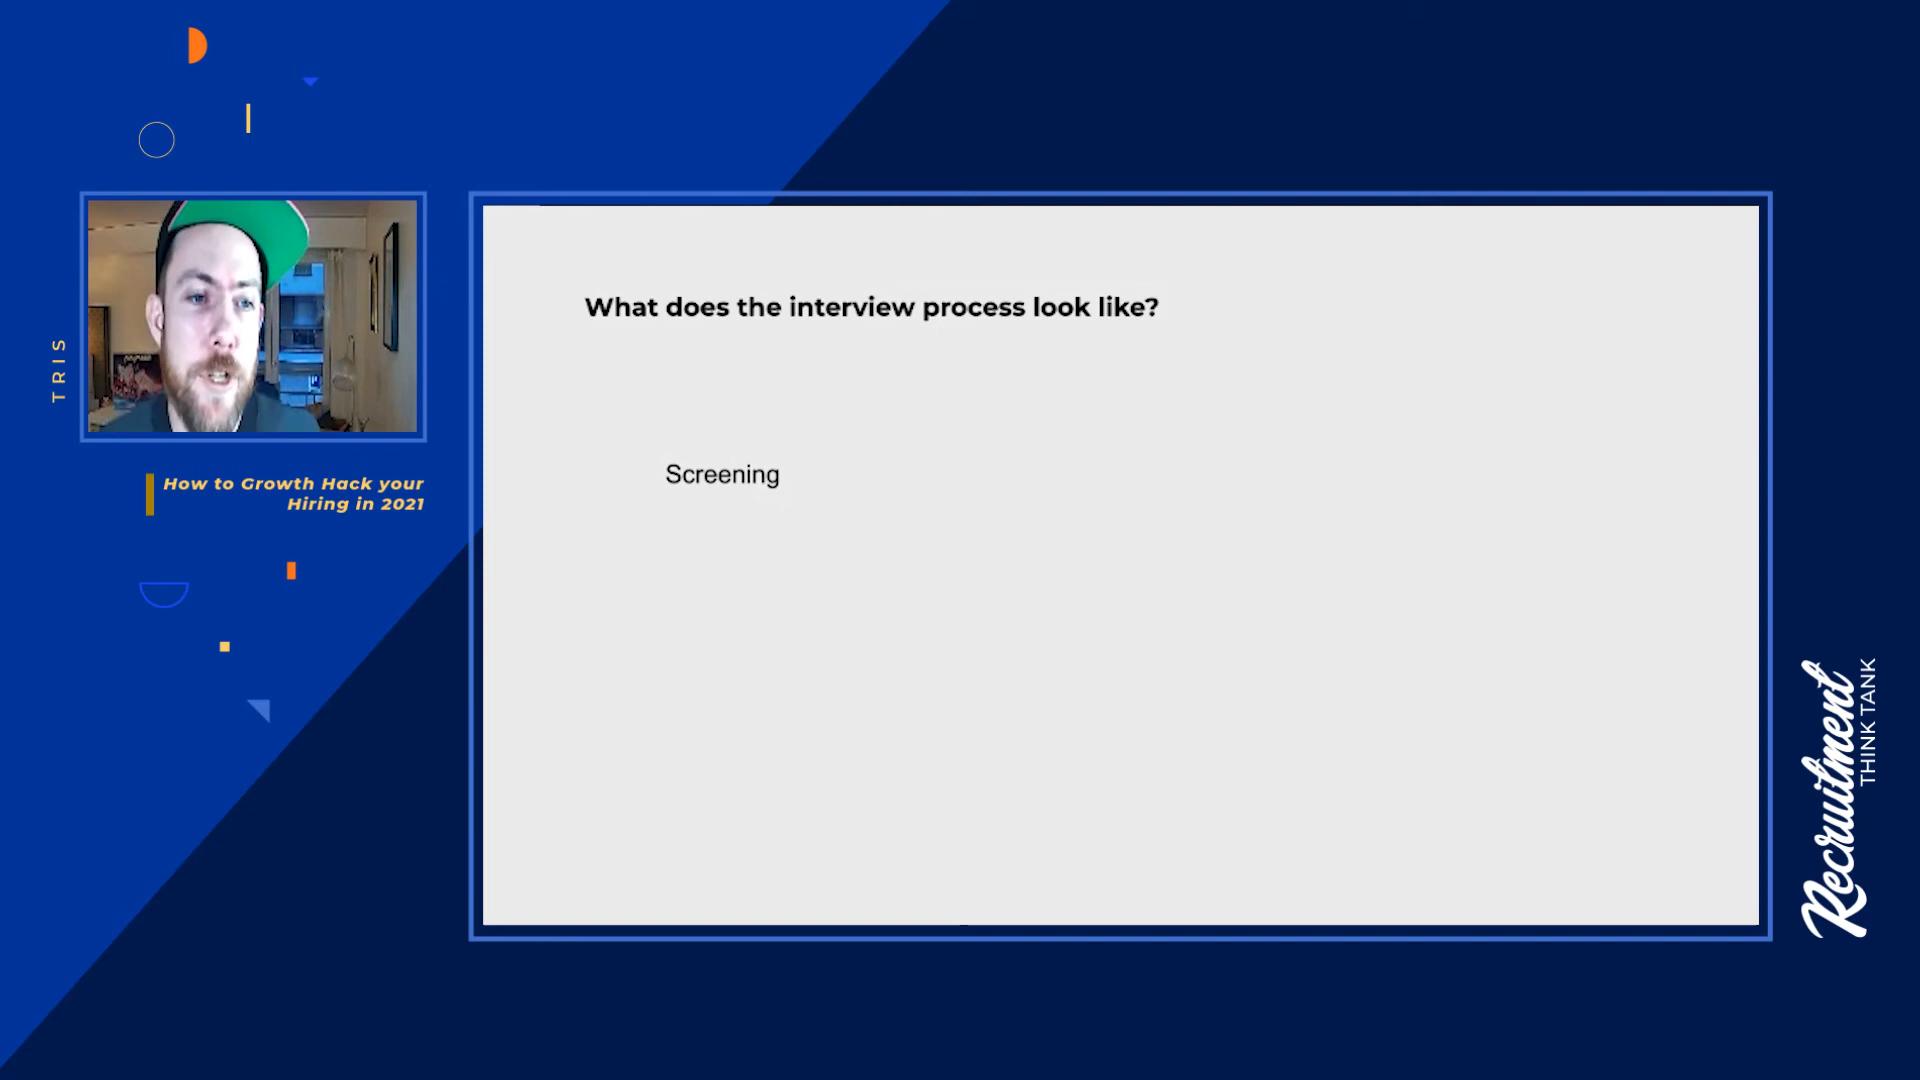 TRIS
How to Growth Hack your
Hiring in 2021
What does the interview process look like?
Screening
Recruitment
THINK TANK